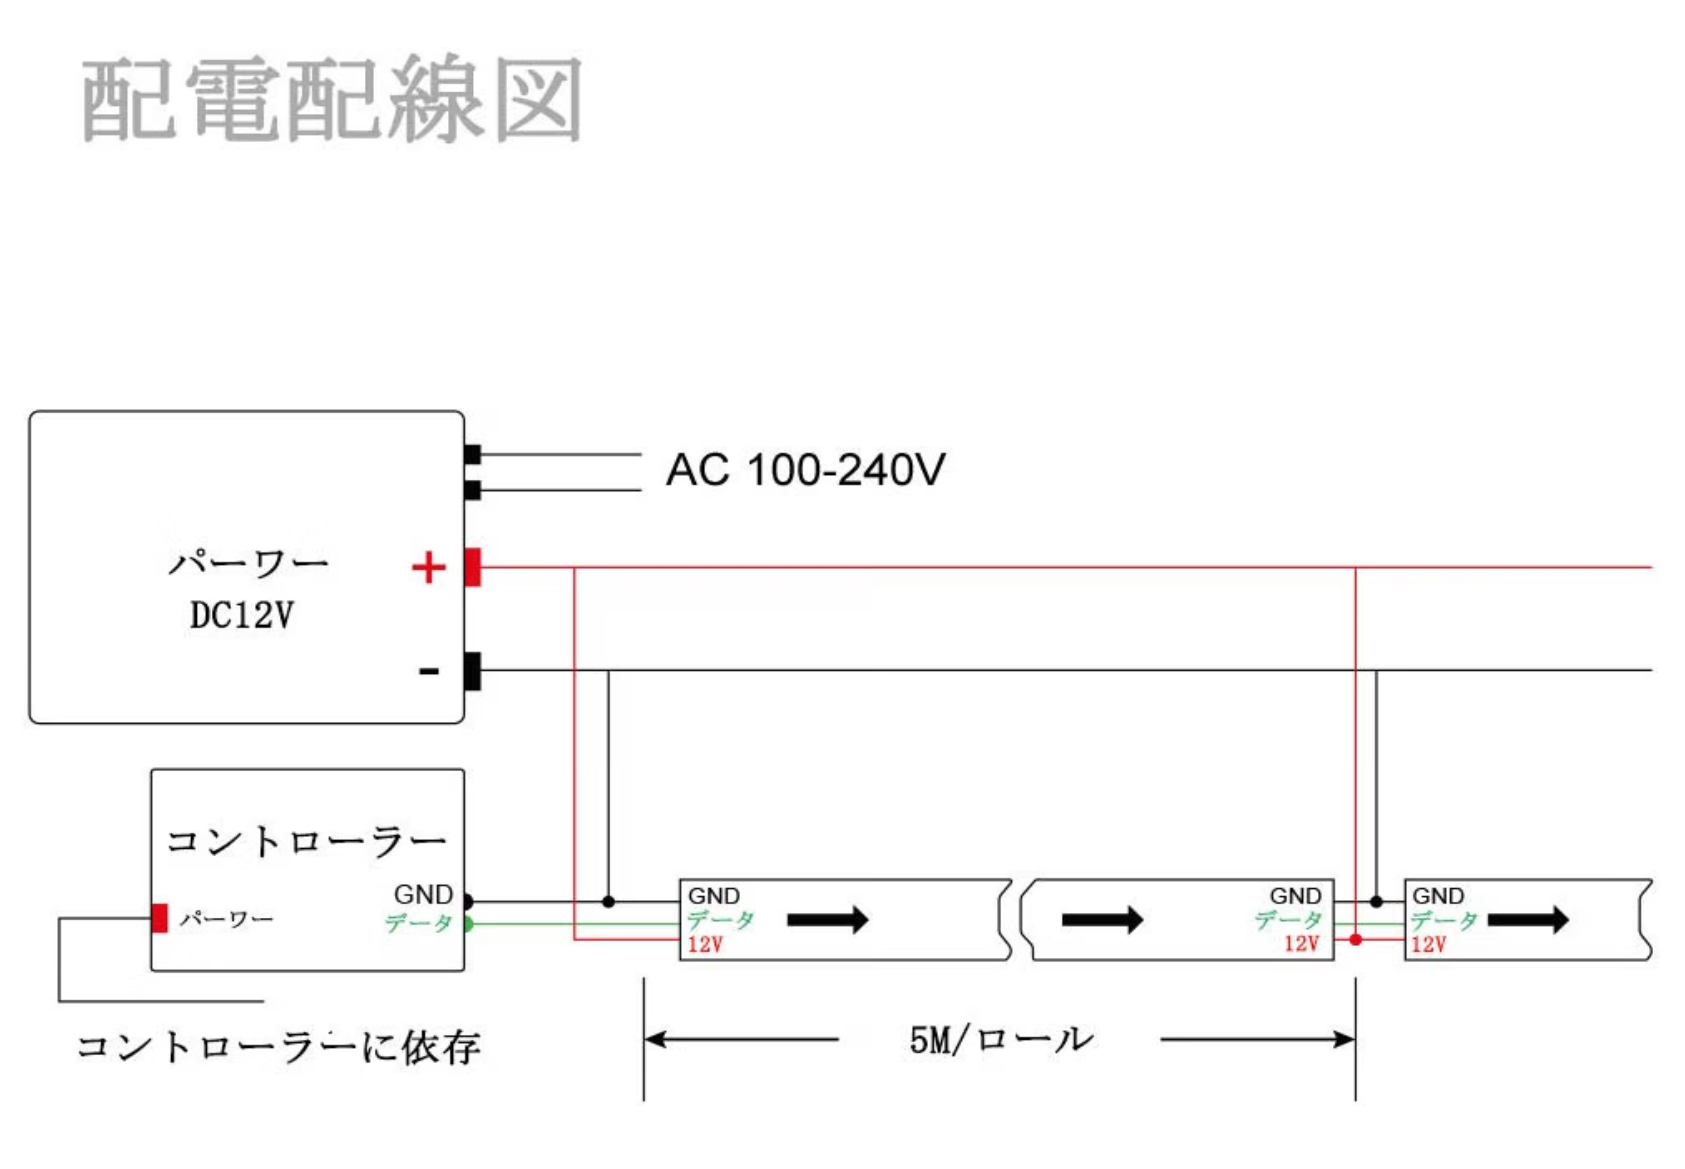 配電配線図
AC 100-240V
パーワー
DC12V
+
-
コントローラー
GND
データ
パーワー
コントローラーに依存
GND
データ
12V
GND
データ
12V
GND
データ
12V
5M/ロール